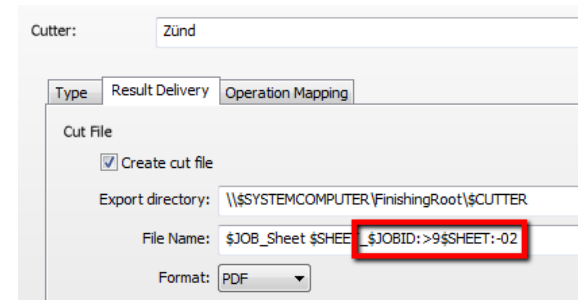 Cutter: Zünd
Type Result Delivery Operation Mapping
Cut File
Create cut file
Export directory: \\$SYSTEMCOMPUTER\FinishingRoot\$CUTTER
File Name: $JOB_Sheet $SHEET_$JOBID:>9$SHEET:-02
Format: PDF